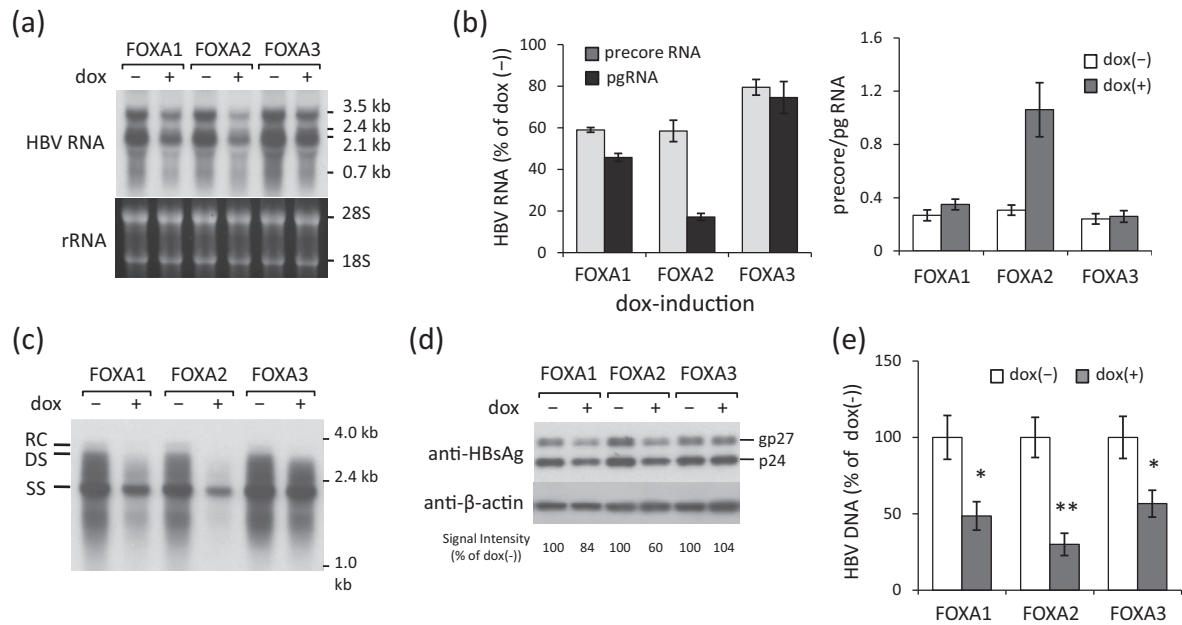 (a)
FOXA1 FOXA2 FOXA3
dox − + − + − +
HBV RNA
3.5 kb
2.4 kb
2.1 kb
0.7 kb
rRNA
28S
18S
(b)
HBV RNA (% of dox (−)
100
80
60
40
20
0
precore RNA
pgRNA
FOXA1 FOXA2 FOXA3
dox-induction
precore/pg RNA
1.6
1.2
0.8
0.4
0
dox(−)
dox(+)
FOXA1 FOXA2 FOXA3
(c)
FOXA1 FOXA2 FOXA3
dox − + − + − +
RC
DS
SS
4.0 kb
2.4 kb
1.0
kb
(d)
FOXA1 FOXA2 FOXA3
dox − + − + − +
anti-HBsAg
gp27
p24
anti-β-actin
Signal Intensity
(% of dox(-))
100 84 100 60 100 104
(e)
HBV DNA (% of dox(-))
150
100
50
0
dox(−) dox(+)
* ** *
FOXA1 FOXA2 FOXA3